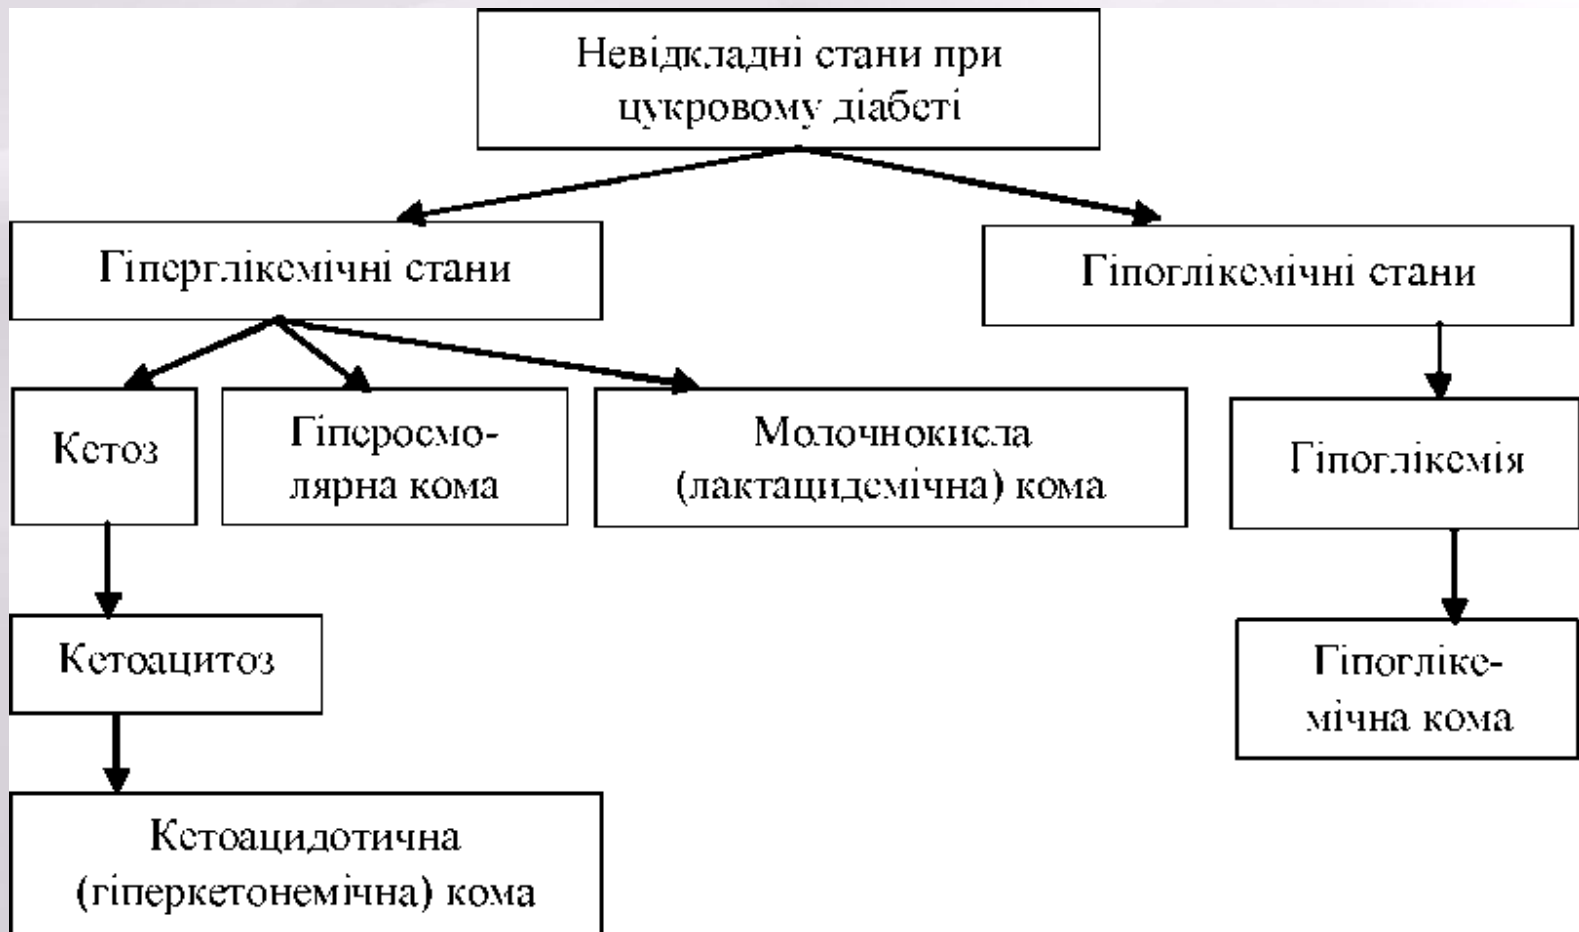 Невідкладні стани при
цукровому діабеті
Гіперглікемічні стани
Гіпоглікемічні стани
Кетоз
Гіперосмо-
лярна кома
Молочнокисла
(лактацидемічна) кома
Гіпоглікемія
Кетоацитоз
Гіпоглікe-
мічна кома
Кетоацидотична
(гіперкетонемічна) кома